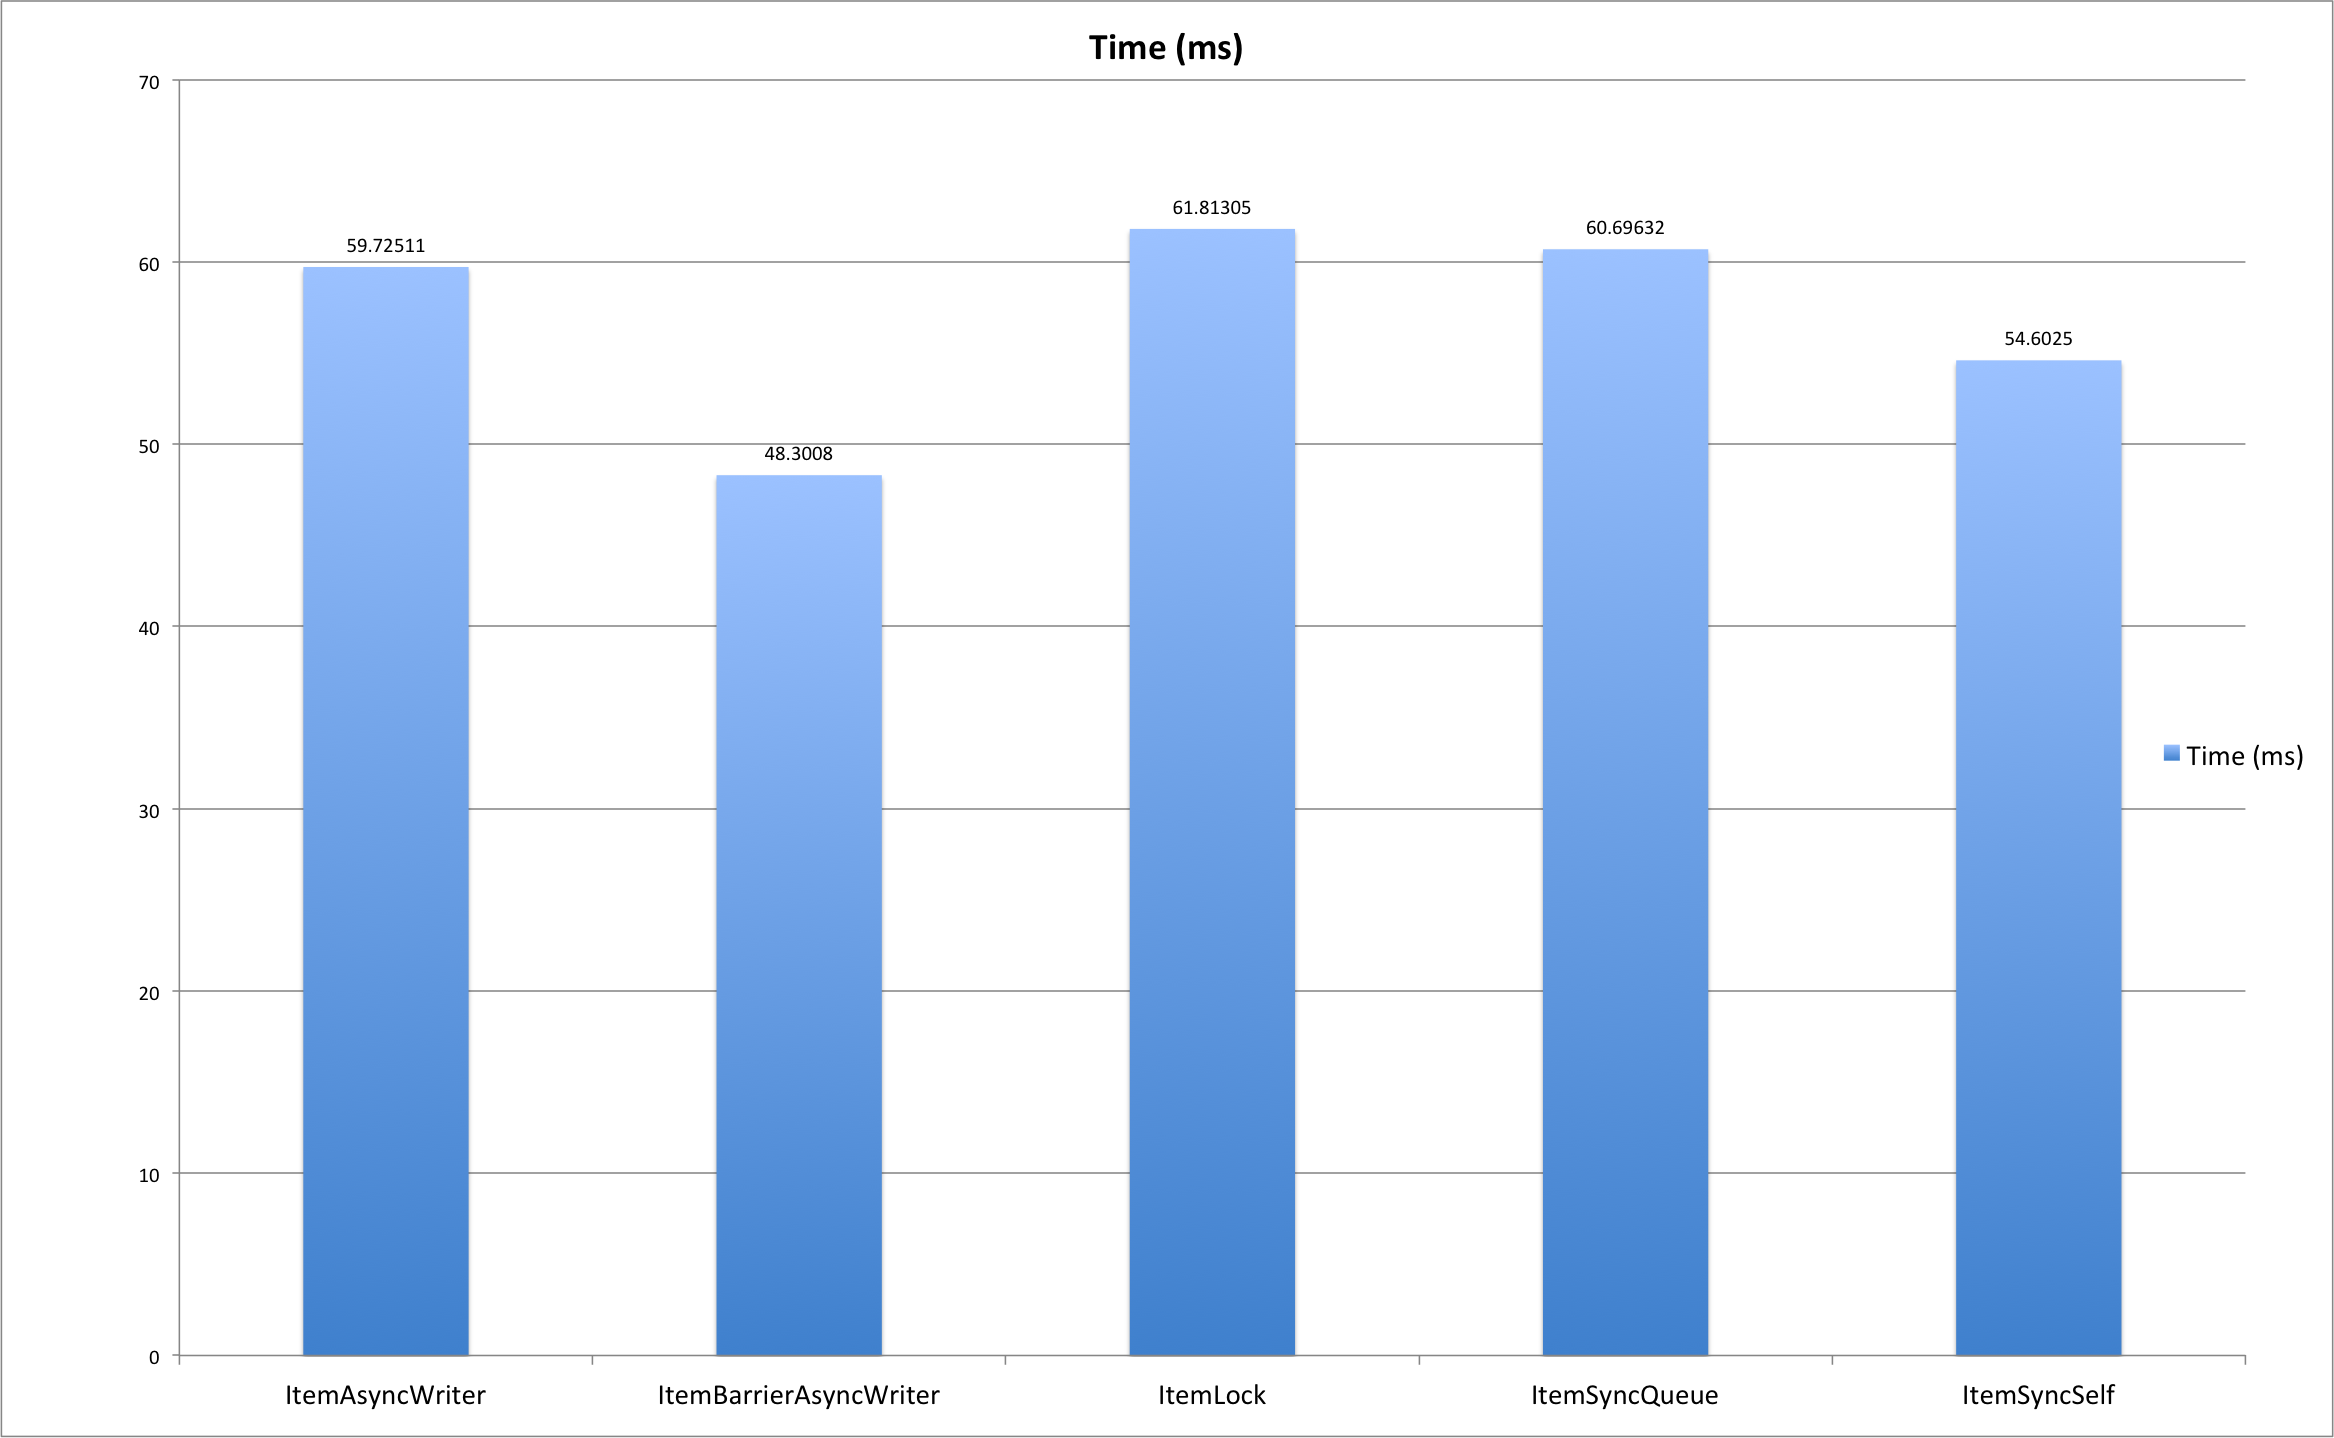 Time (ms)
70
60
50
40
30
20
10
0
59.72511
48.3008
61.81305
60.69632
54.6025
Time (ms)
ItemAsyncWriter
ItemBarrierAsyncWriter
ItemLock
ItemSyncQueue
ItemSyncSelf